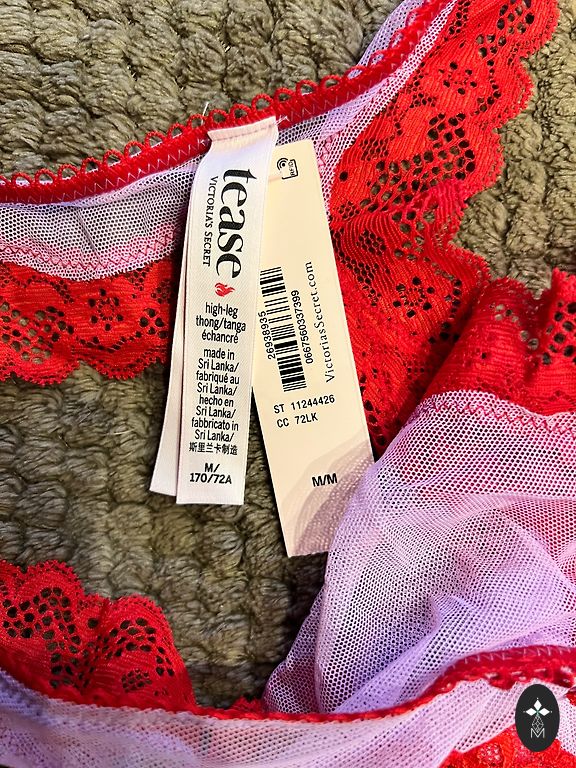 tease
VICTORIA'S SECRET
high-leg
thong/tanga
échancré
made in
Sri Lanka/
fabriqué au
Sri Lanka/
hecho en
Sri Lanka/
fabbricato in
Sri Lanka/
斯里兰卡制造
M/
170/72A
26939935
0667560337399
VictoriasSecret.com
ST 11244426
CC 72LK
M/M
M